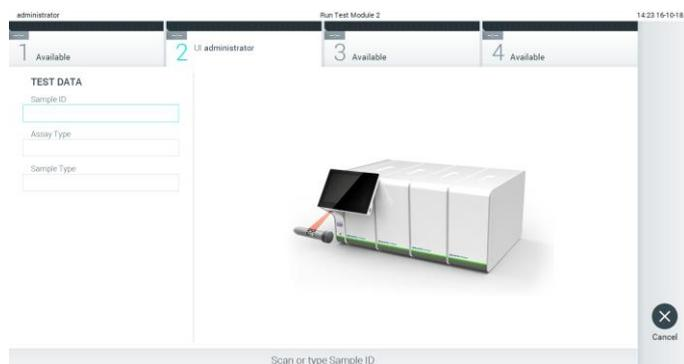 administrator
Run Test Module 2
14:23 16-10-18
--:--
1 Available
--:--
2 UI administrator
--:--
3 Available
--:--
4 Available
TEST DATA
Sample ID
Assay Type
Sample Type
Cancel
Scan or type Sample ID